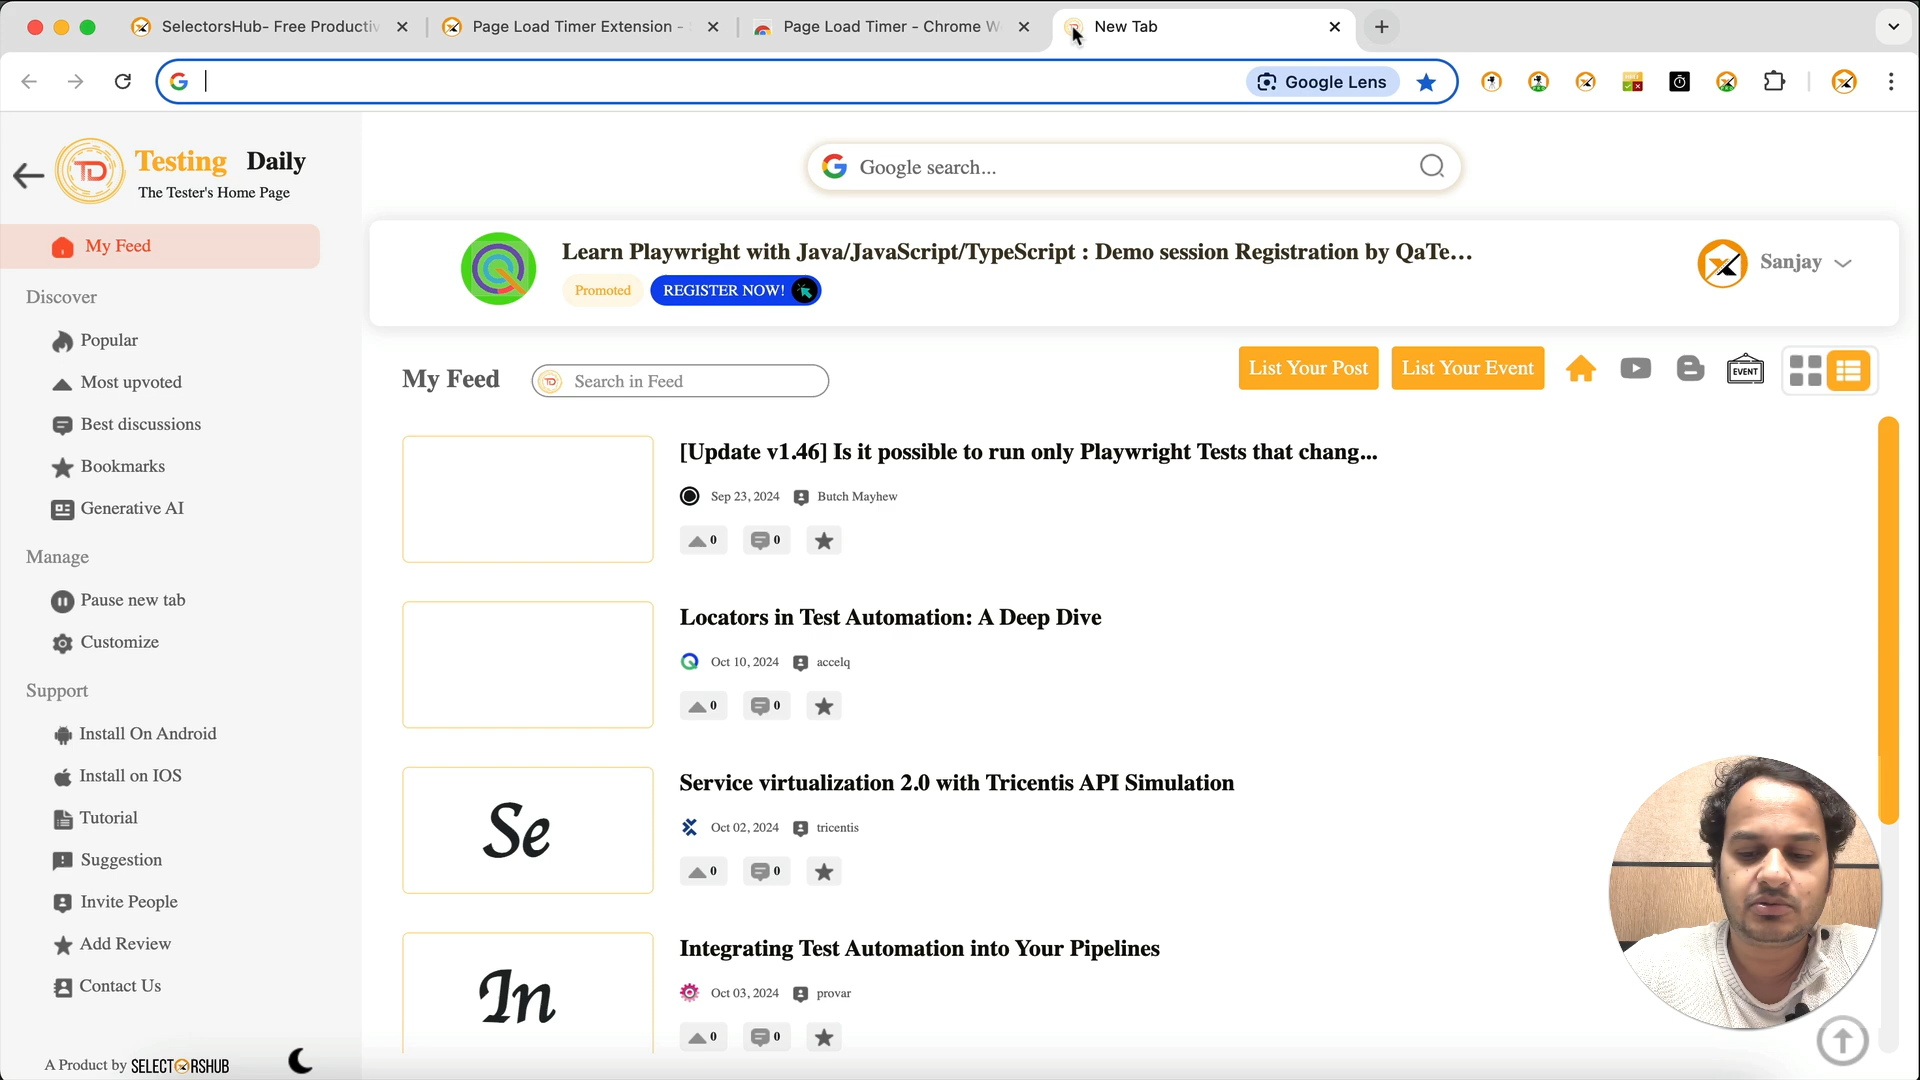 SelectorsHub- Free Productiv
Page Load Timer Extension -
Page Load Timer - Chrome W
New Tab
Google Lens
TD
Testing Daily
The Tester's Home Page
Google search...
My Feed
Learn Playwright with Java/JavaScript/TypeScript : Demo session Registration by QaTe...
Promoted
REGISTER NOW!
Sanjay
Discover
Popular
Most upvoted
Best discussions
Bookmarks
Generative AI
Manage
Pause new tab
Customize
Support
Install On Android
Install on IOS
Tutorial
Suggestion
Invite People
Add Review
Contact Us
A Product by SELECTORSHUB
My Feed
Search in Feed
List Your Post
List Your Event
EVENT
[Update v1.46] Is it possible to run only Playwright Tests that chang...
Sep 23, 2024 Butch Mayhew
0 0
Locators in Test Automation: A Deep Dive
Oct 10, 2024 accelq
0 0
Se
Service virtualization 2.0 with Tricentis API Simulation
Oct 02, 2024 tricentis
0 0
In
Integrating Test Automation into Your Pipelines
Oct 03, 2024 provar
0 0